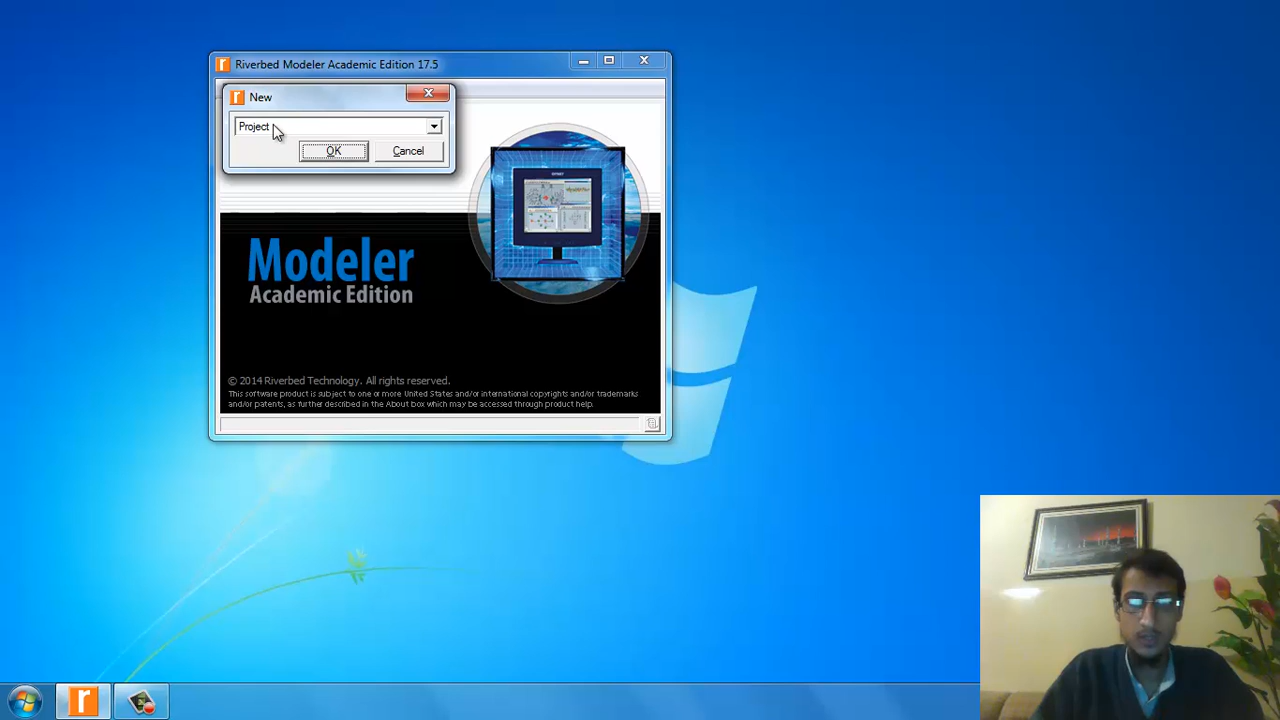 Riverbed Modeler Academic Edition 17.5
New
Project
OK
Cancel
Modeler
Academic Edition
© 2014 Riverbed Technology. All rights reserved.
This software product is subject to one or more United States and/or international copyrights and/or trademarks
and/or patents, as further described in the About box which may be accessed through product help.